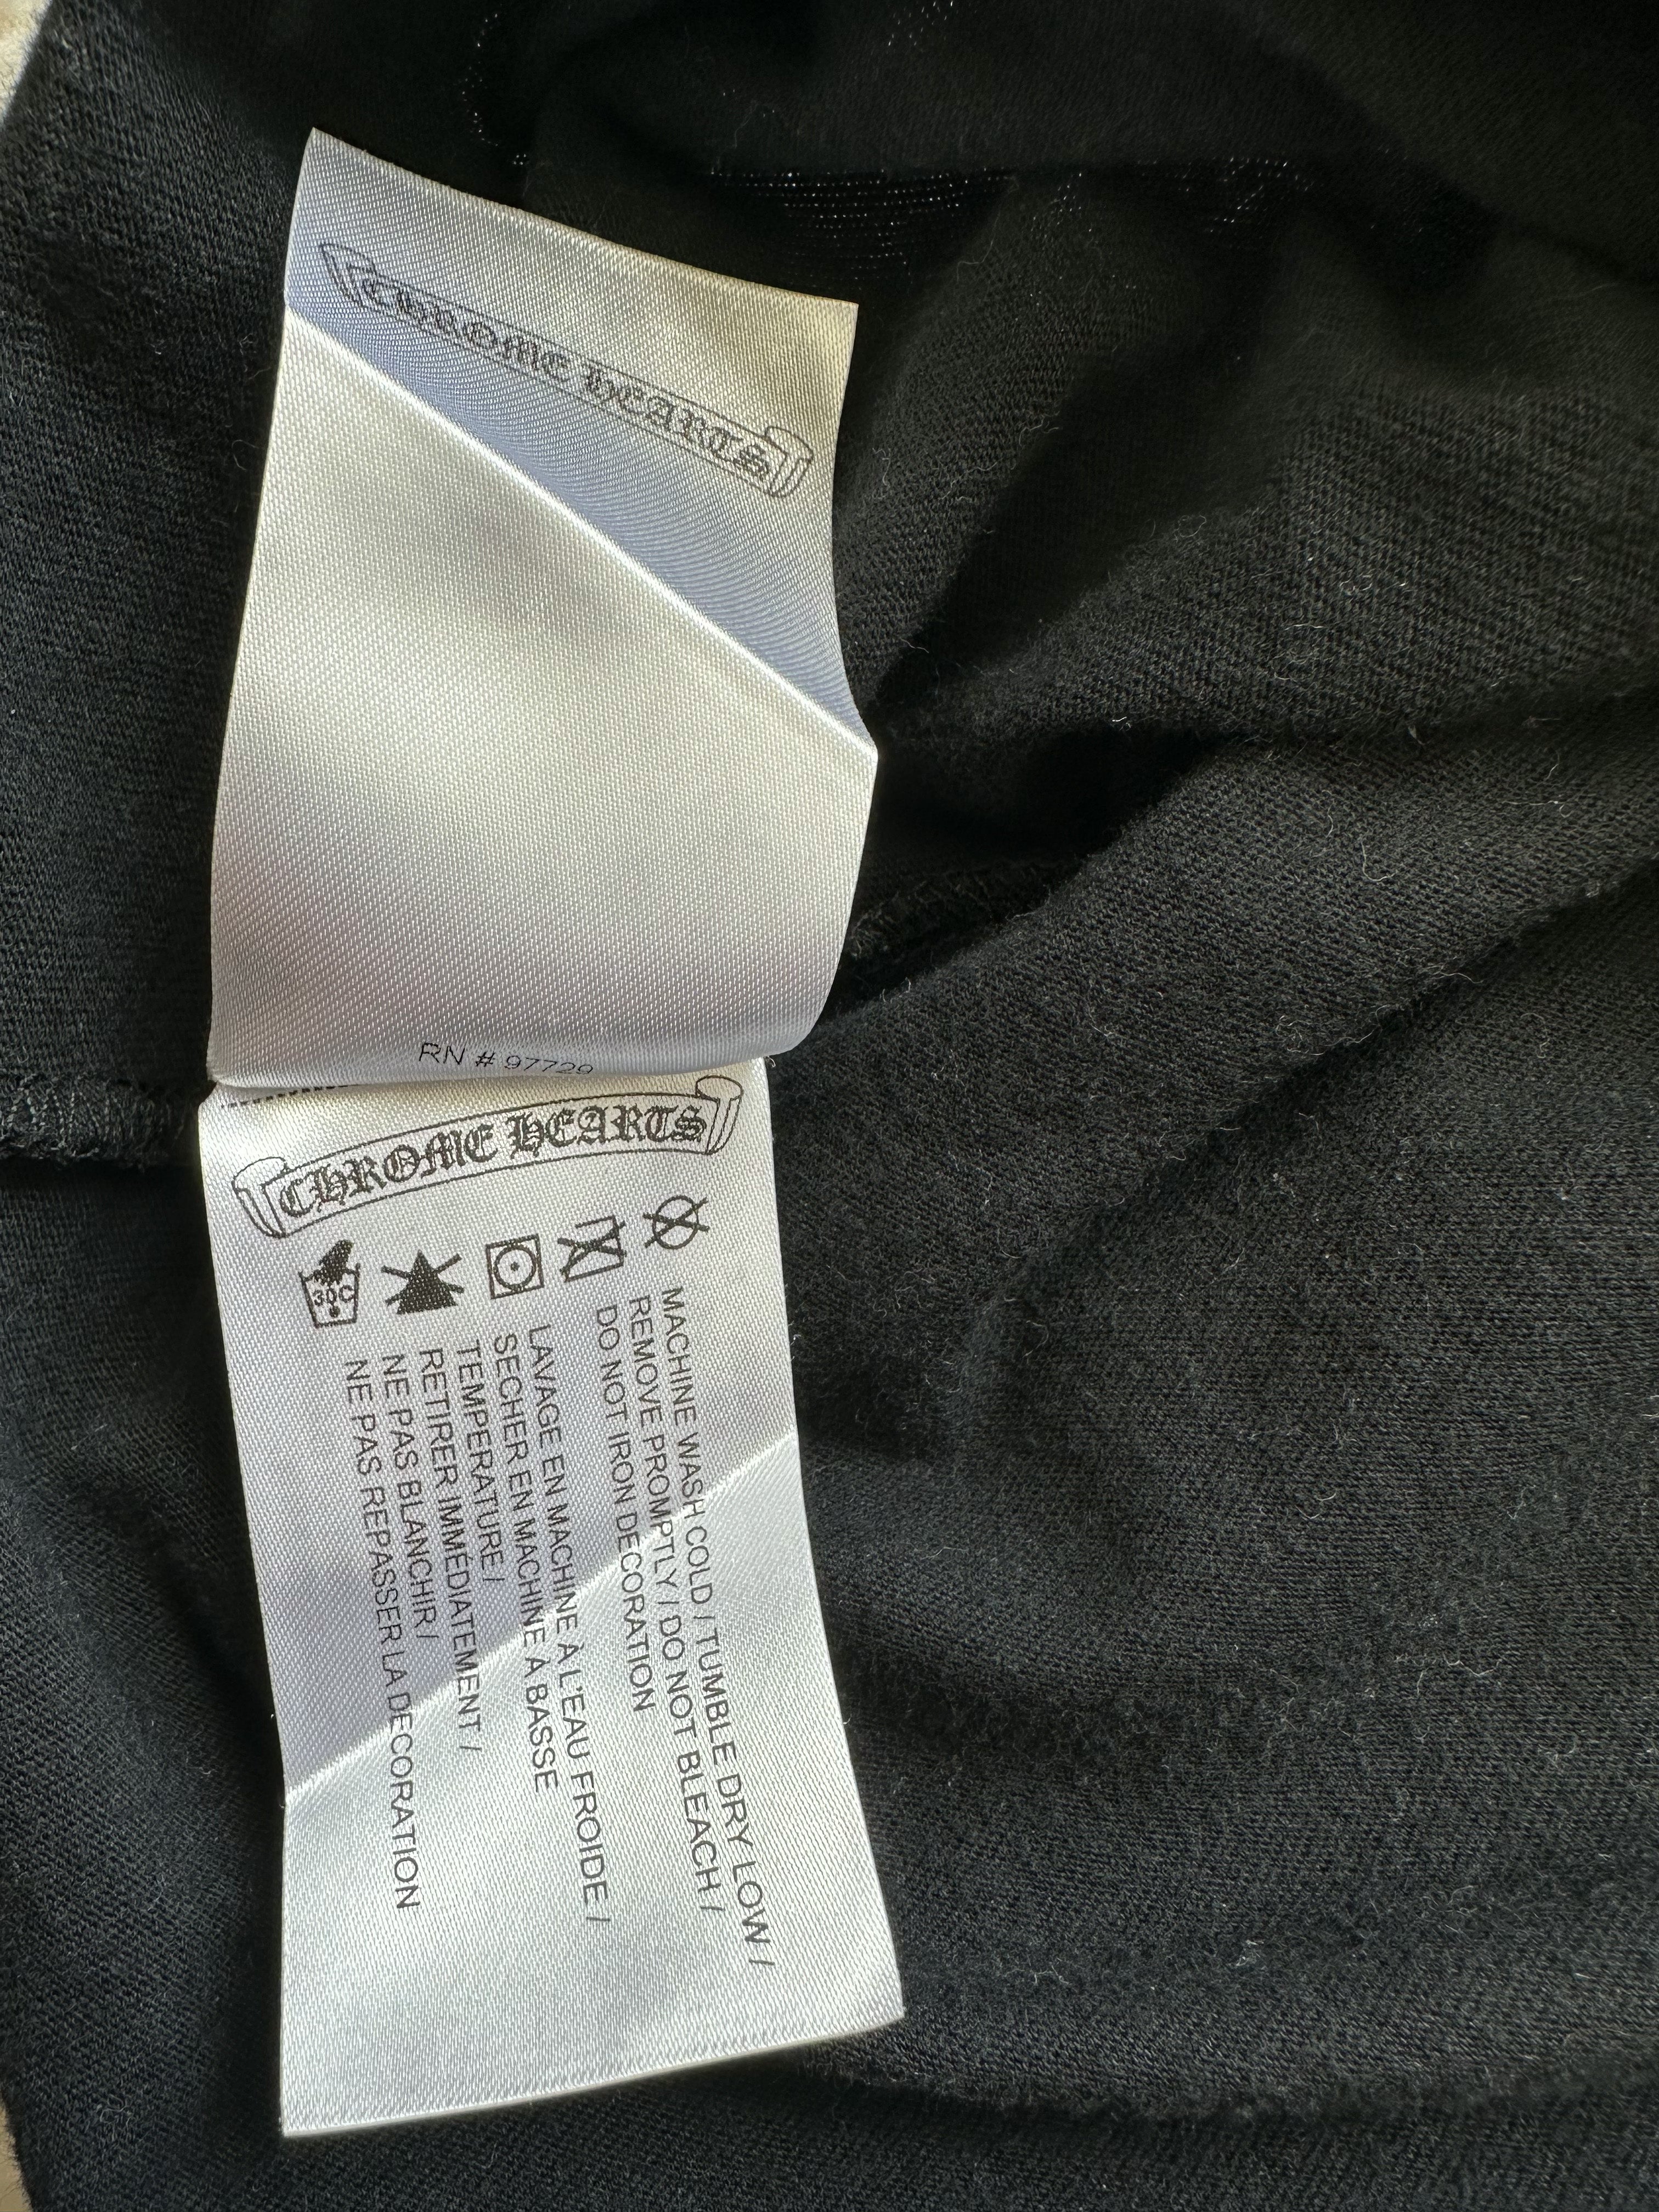 CHROME HEARTS
RN # 97729
CHROME HEARTS
30C
MACHINE WASH COLD / TUMBLE DRY LOW /
REMOVE PROMPTLY / DO NOT BLEACH /
DO NOT IRON DECORATION
LAVAGE EN MACHINE À L'EAU FROIDE /
SECHER EN MACHINE À BASSE
TEMPERATURE /
RETIRER IMMÉDIATEMENT /
NE PAS BLANCHIR /
NE PAS REPASSER LA DECORATION